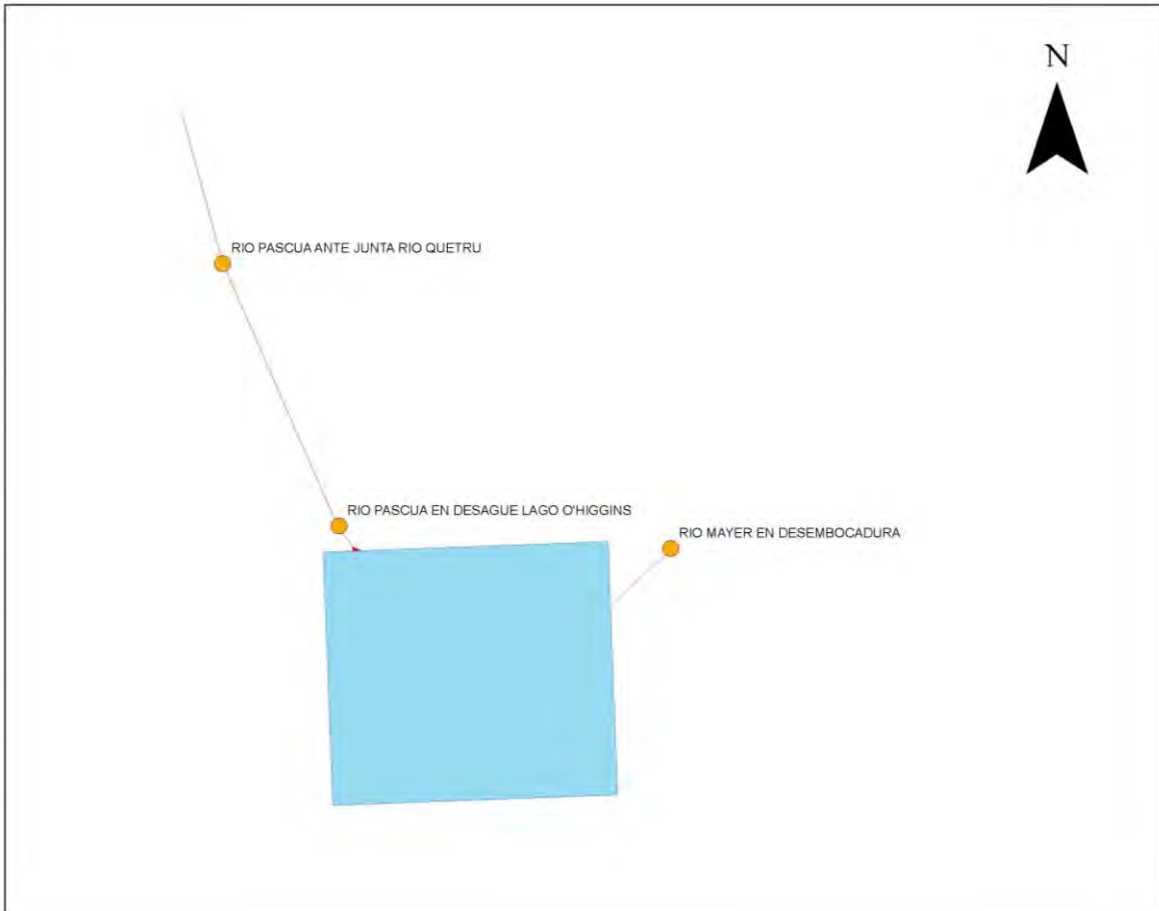 N
RIO PASCUA ANTE JUNTA RIO QUETRU
RIO PASCUA EN DESAGUE LAGO O'HIGGINS
RIO MAYER EN DESEMBOCADURA